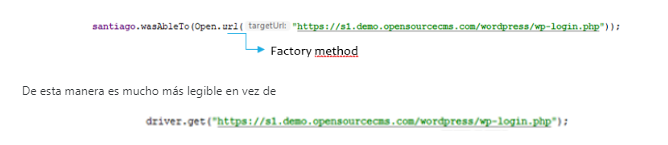 santiago.wasAbleTo(Open.url( targetUrl: "https://s1.demo.opensourcecms.com/wordpress/wp-login.php"));
Factory method
De esta manera es mucho más legible en vez de
driver.get("https://s1.demo.opensourcecms.com/wordpress/wp-login.php");